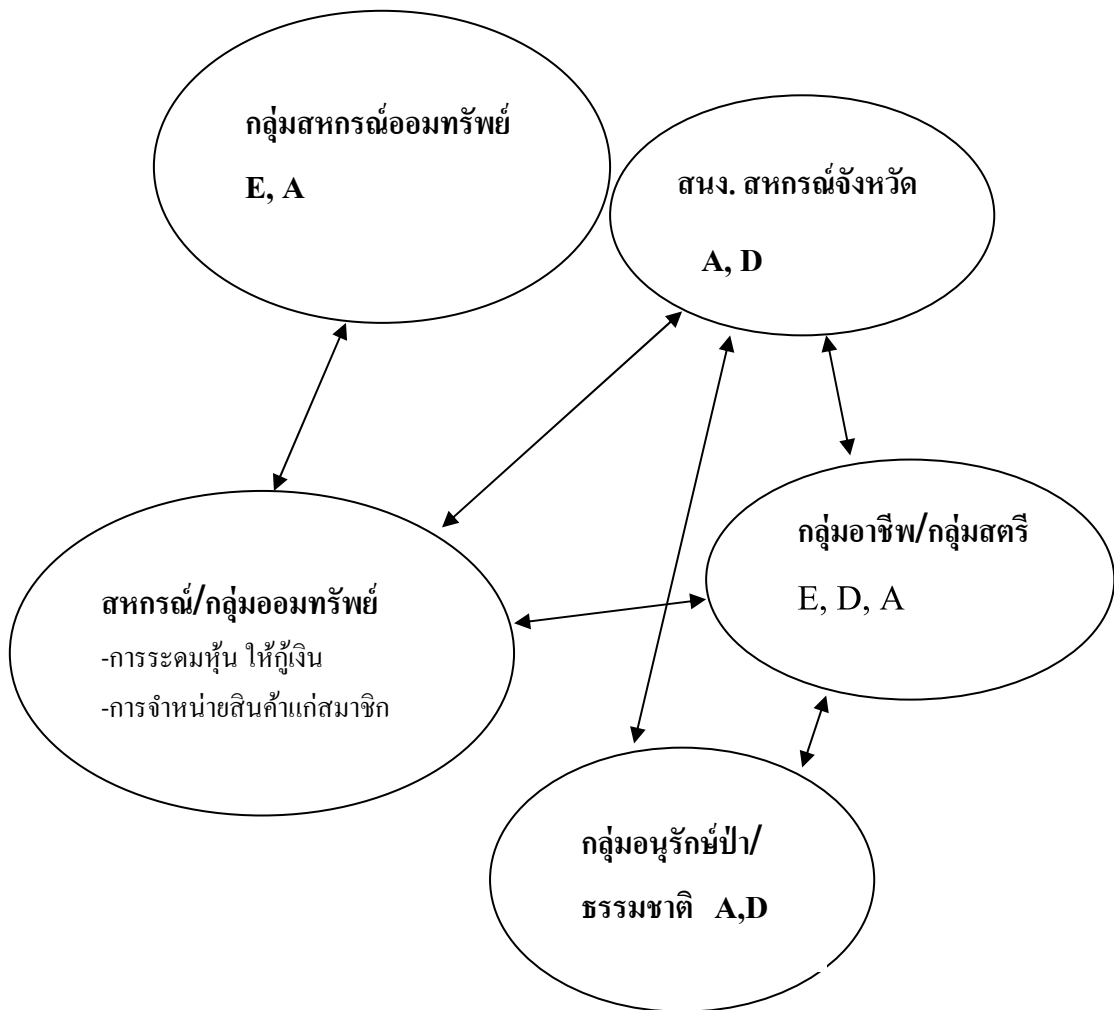 กลุ่มสหกรณ์ออมทรัพย์
E, A
สนง. สหกรณ์จังหวัด
A, D
กลุ่มอาชีพ/กลุ่มสตรี
E, D, A
สหกรณ์/กลุ่มออมทรัพย์
-การระดมหุ้น ให้กู้เงิน
-การจำหน่ายสินค้าแก่สมาชิก
กลุ่มอนุรักษ์ป่า/
ธรรมชาติ A,D